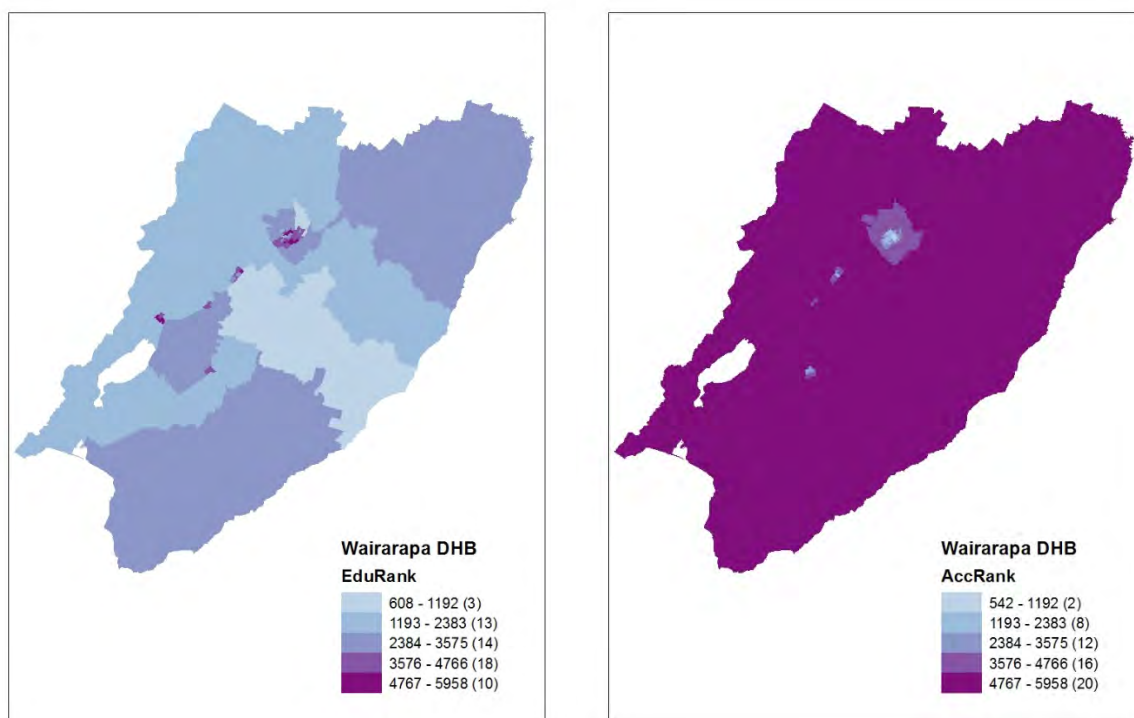 Wairarapa DHB
EduRank
608 - 1192 (3)
1193 - 2383 (13)
2384 - 3575 (14)
3576 - 4766 (18)
4767 - 5958 (10)
Wairarapa DHB
AccRank
542 - 1192 (2)
1193 - 2383 (8)
2384 - 3575 (12)
3576 - 4766 (16)
4767 - 5958 (20)